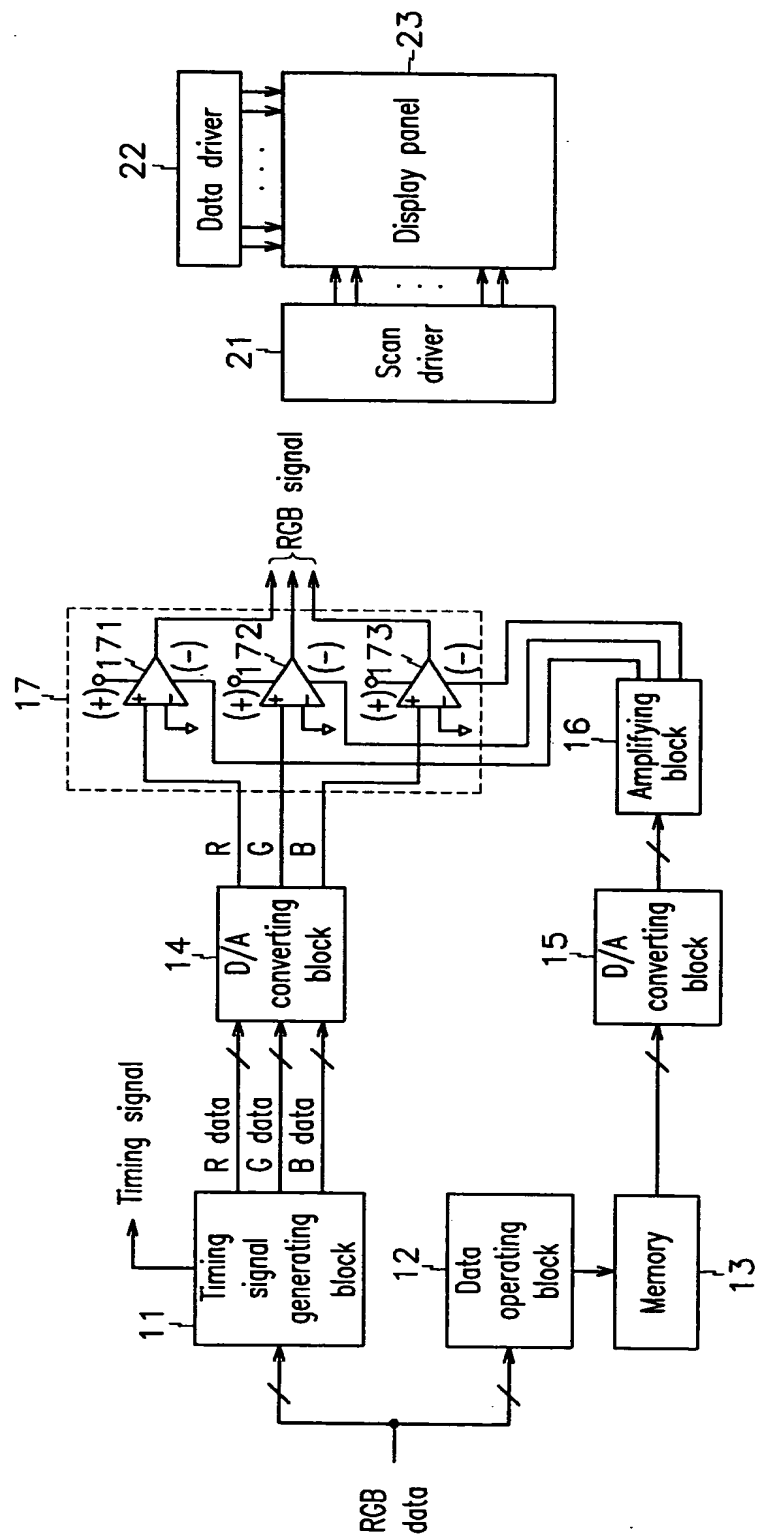 RGB
data
11
Timing
signal
generating
block
Timing signal
R data
G data
B data
14
D/A
converting
block
R
G
B
17
(+)
171
+
-
(-)
(+)
172
+
-
(-)
(+)
173
+
-
(-)
RGB signal
12
Data
operating
block
Memory
13
15
D/A
converting
block
16
Amplifying
block
21
Scan
driver
22
Data driver
. . .
Display panel
. . .
23